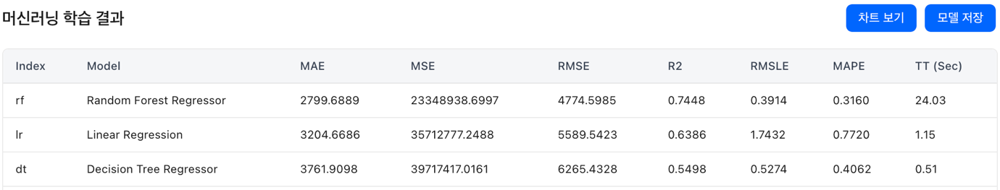 머신러닝 학습 결과 차트 보기 모델 저장
Index Model MAE MSE RMSE R2 RMSLE MAPE TT (Sec)
rf Random Forest Regressor 2799.6889 23348938.6997 4774.5985 0.7448 0.3914 0.3160 24.03
lr Linear Regression 3204.6686 35712777.2488 5589.5423 0.6386 1.7432 0.7720 1.15
dt Decision Tree Regressor 3761.9098 39717417.0161 6265.4328 0.5498 0.5274 0.4062 0.51